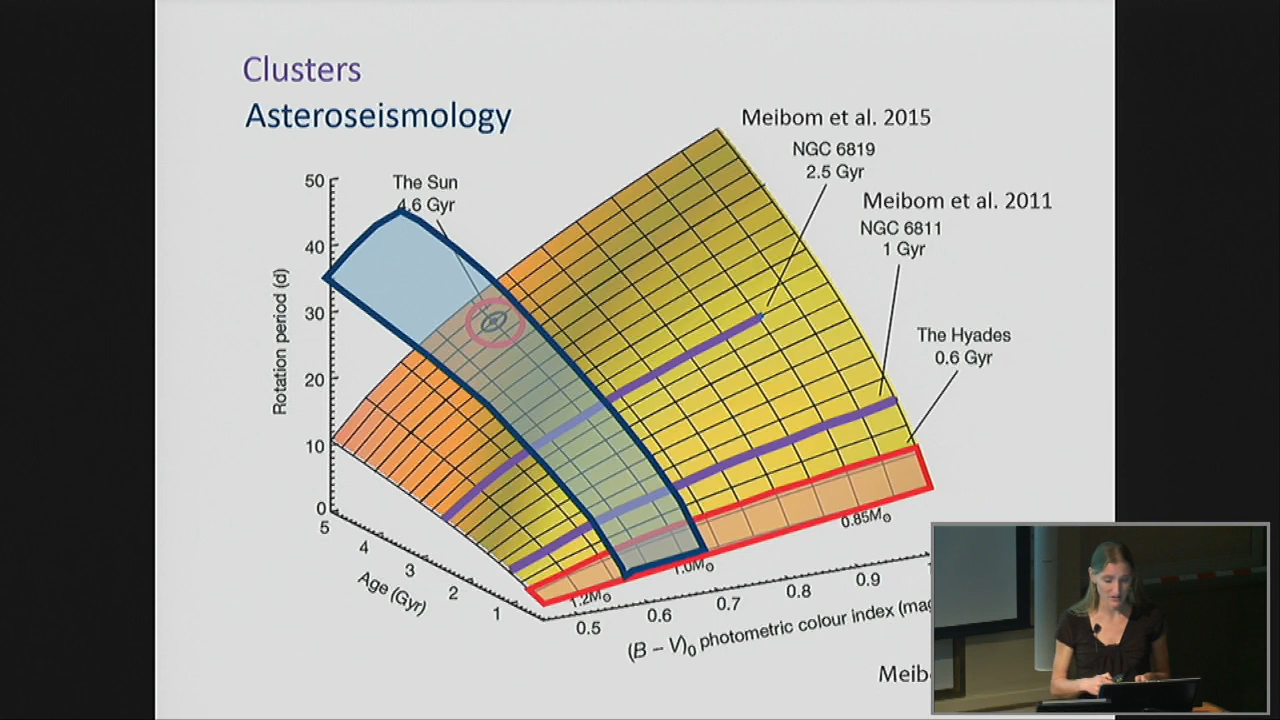 Clusters
Asteroseismology
Meibom et al. 2015
NGC 6819
2.5 Gyr
The Sun
4.6 Gyr
Meibom et al. 2011
NGC 6811
1 Gyr
The Hyades
0.6 Gyr
Rotation period (d)
50
40
30
20
10
0
5
4
3
2
1
Age (Gyr)
0.85M⊙
1.0M⊙
1.2M⊙
0.5
0.6
0.7
0.8
0.9
(B – V)₀ photometric colour index